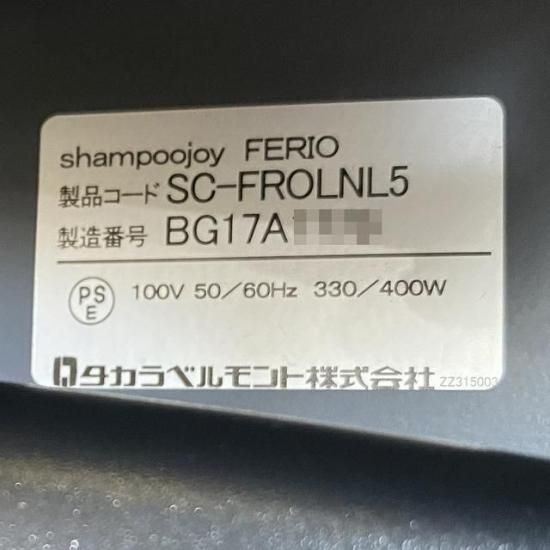 shampoojoy FERIO
製品コード SC-FROLNL5
製造番号 BG17A
PS E 100V 50/60Hz 330/400W
タカラベルモント株式会社 ZZ315003